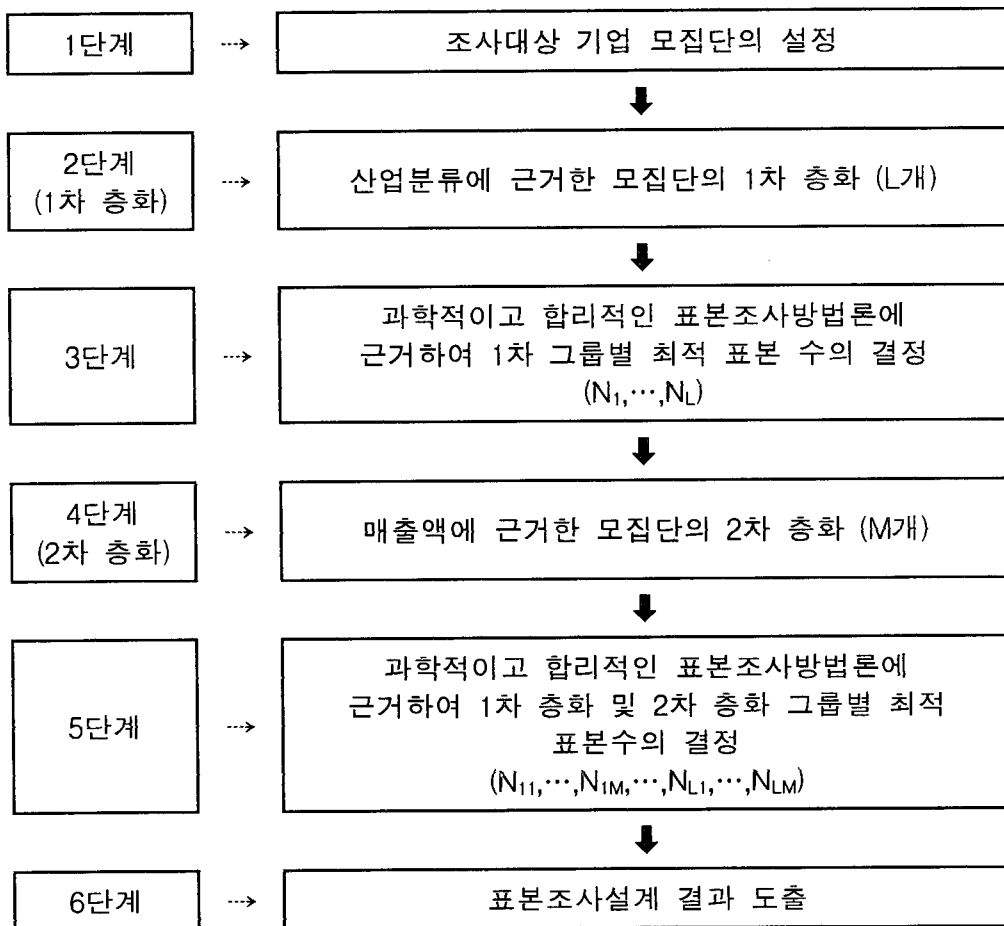 1단계
조사대상 기업 모집단의 설정
2단계
(1차 층화)
산업분류에 근거한 모집단의 1차 층화 (L개)
3단계
과학적이고 합리적인 표본조사방법론에
근거하여 1차 그룹별 최적 표본 수의 결정
(N₁,⋯,N_L)
4단계
(2차 층화)
매출액에 근거한 모집단의 2차 층화 (M개)
5단계
과학적이고 합리적인 표본조사방법론에
근거하여 1차 층화 및 2차 층화 그룹별 최적
표본수의 결정
(N₁₁,⋯,N₁M,⋯,N_L₁,⋯,N_LM)
6단계
표본조사설계 결과 도출